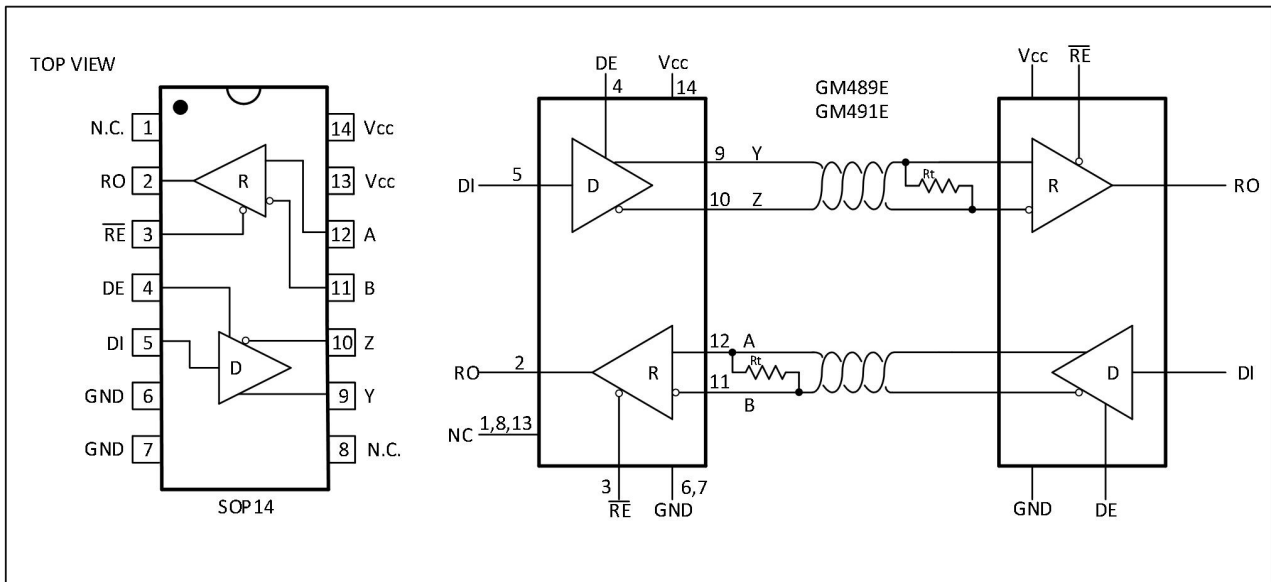 TOP VIEW
N.C. 1
RO 2
RE 3
DE 4
DI 5
GND 6
GND 7
14 Vcc
13 Vcc
12 A
11 B
10 Z
9 Y
8 N.C.
R
D
SOP14
DE
4
Vcc
14
GM489E
GM491E
Vcc
RE
DI 5
D
9 Y
10 Z
Rt
R
RO
RO 2
R
12 A
11
B
Rt
D
DI
NC 1,8,13
3
RE
6,7
GND
GND
DE